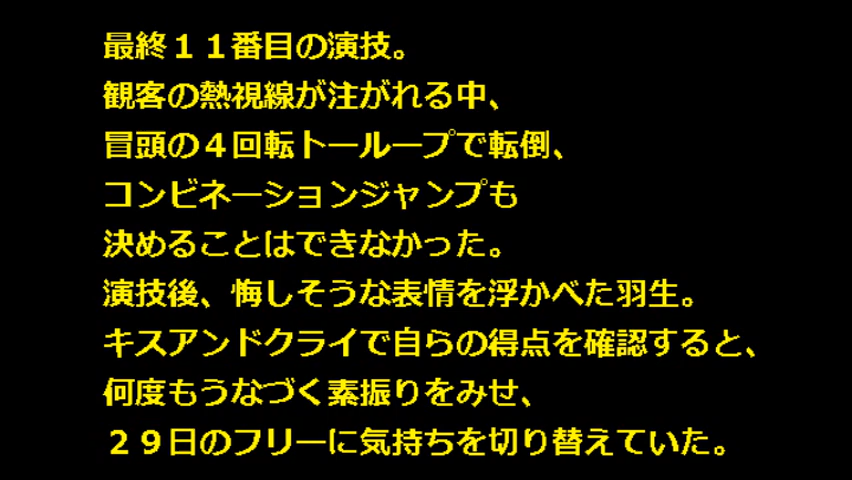 最終１１番目の演技。
観客の熱視線が注がれる中、
冒頭の４回転トーループで転倒、
コンビネーションジャンプも
決めることはできなかった。
演技後、悔しそうな表情を浮かべた羽生。
キスアンドクライで自らの得点を確認すると、
何度もうなづく素振りをみせ、
２９日のフリーに気持ちを切り替えていた。